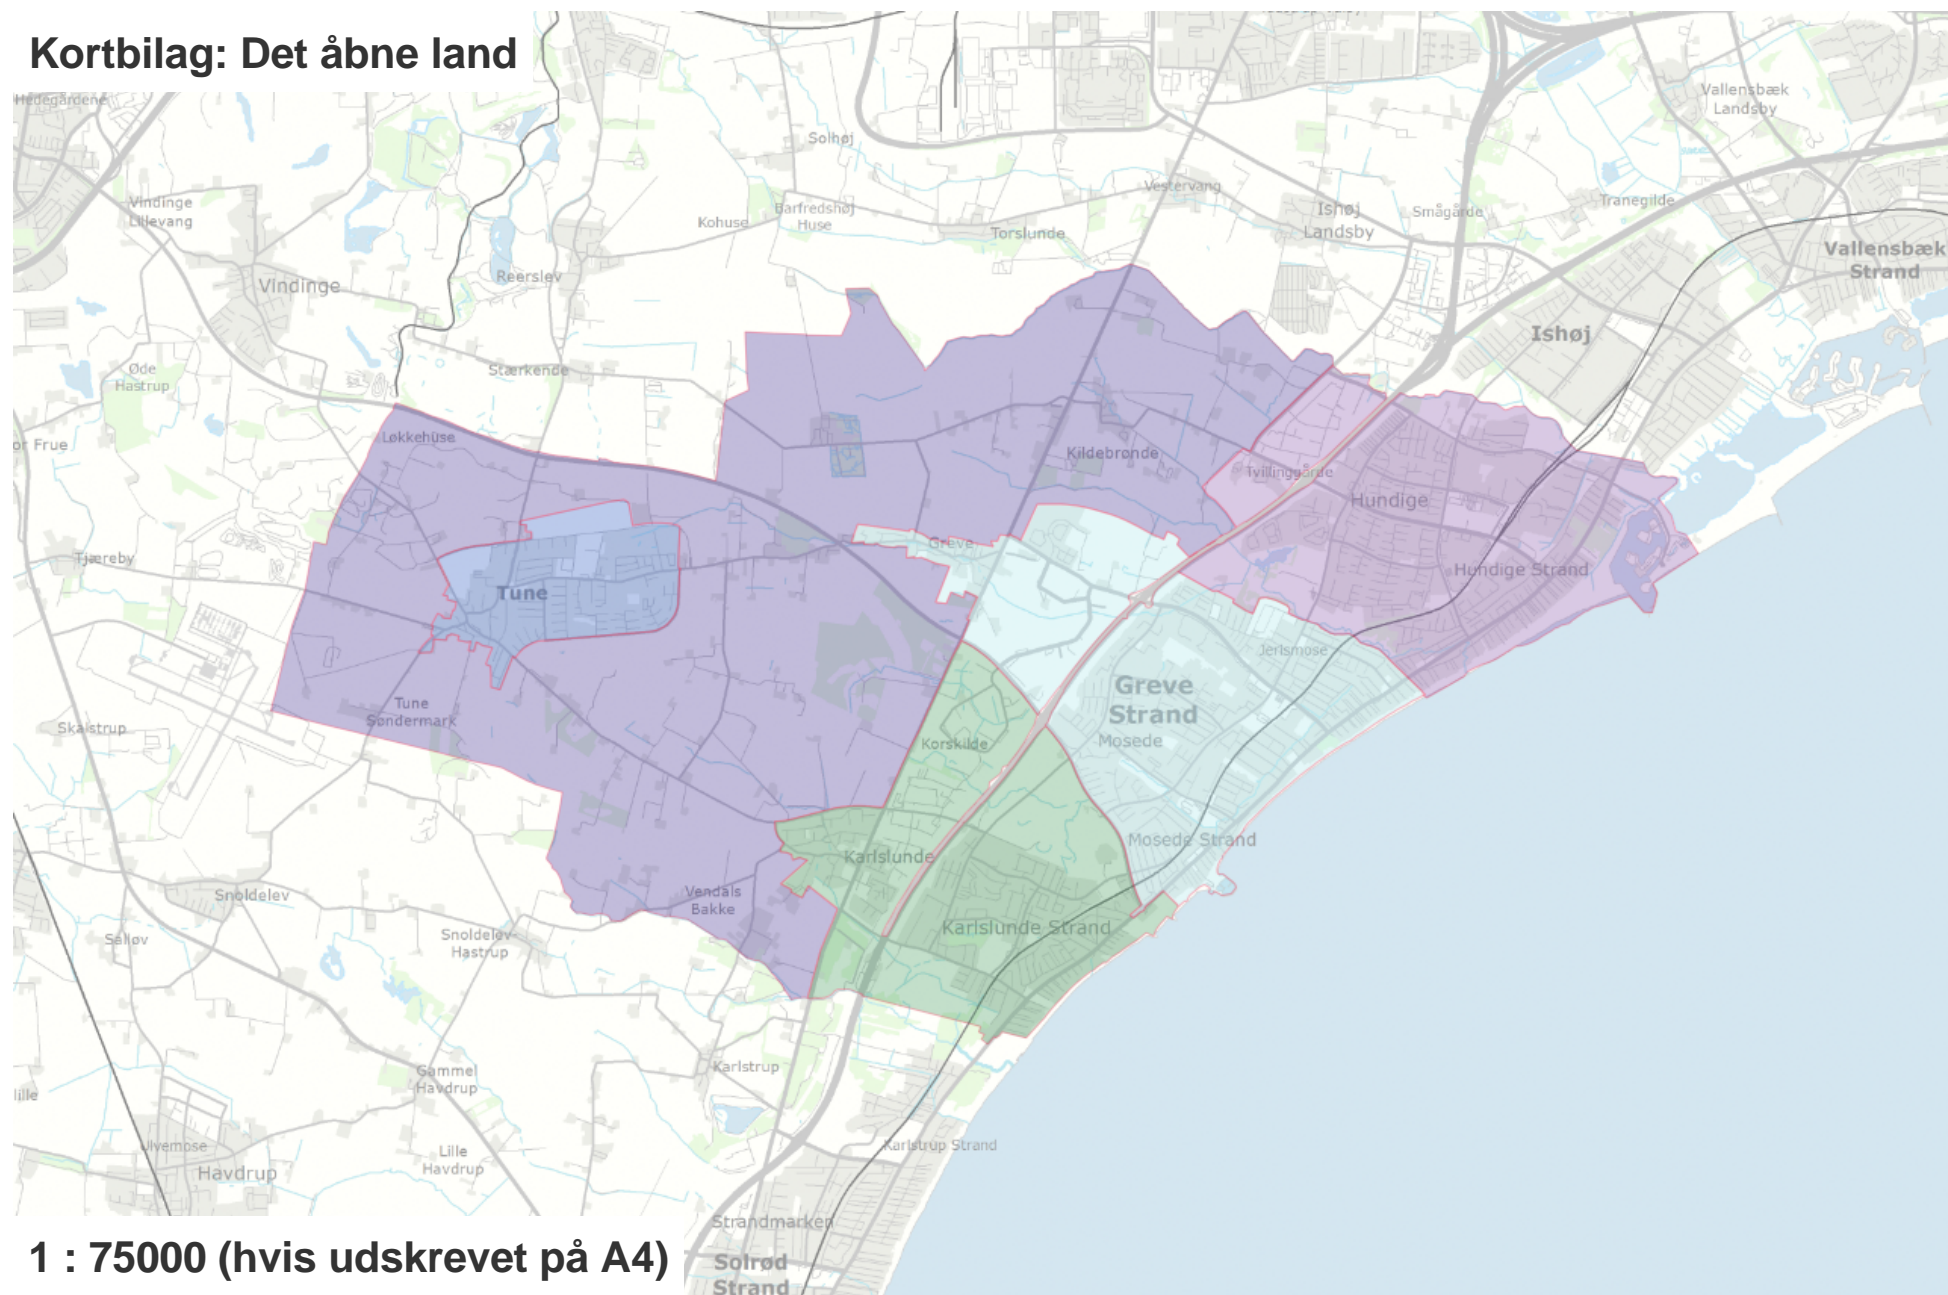 Kortbilag: Det åbne land
Hedegårdene
Vallensbæk
Landsby
Solhøj
Vestervang
Vindinge
Lillevang
Kohuse
Barfredshøj
Huse
Torslunde
Ishøj
Landsby
Smågårde
Tranegilde
Vallensbæk
Strand
Reerslev
Vindinge
Ishøj
Øde
Hastrup
Stærkende
or Frue
Løkkehuse
Kildebrønde
Tvillinggårde
Hundige
Tjæreby
Greve
Hundige Strand
Tune
Jerismose
Greve
Strand
Tune
Søndermark
Skalstrup
Korskilde
Mosede
Mosede Strand
Karlslunde
Snoldelev
Vendals
Bakke
Karlslunde Strand
Salløv
Snoldelev-
Hastrup
Gammel
Havdrup
Karlstrup
lille
Ulvemose
Havdrup
Lille
Havdrup
Karlstrup Strand
Strandmarken
1 : 75000 (hvis udskrevet på A4)
Solrød
Strand